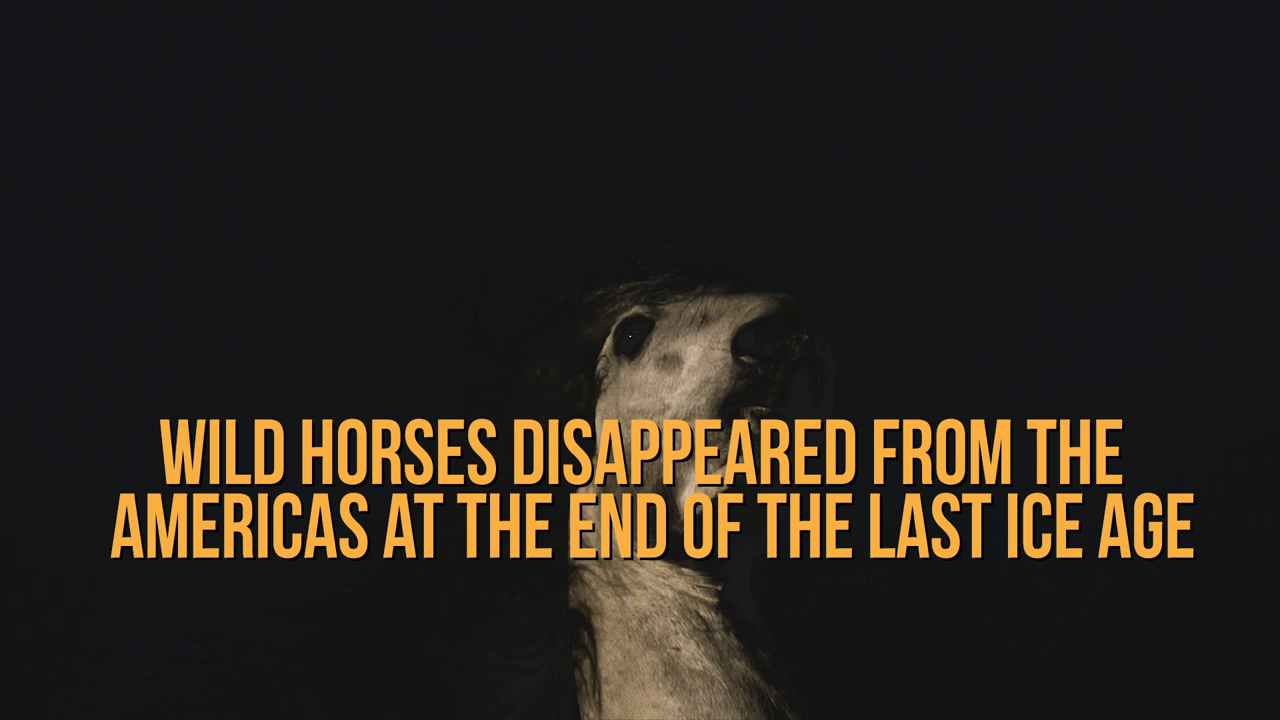 WILD HORSES DISAPPEARED FROM THE
AMERICAS AT THE END OF THE LAST ICE AGE